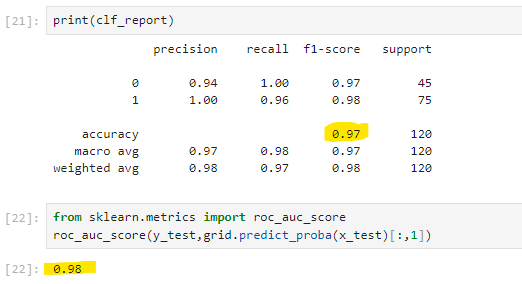 [21]: print(clf_report)
precision recall f1-score support
0 0.94 1.00 0.97 45
1 1.00 0.96 0.98 75
accuracy 0.97 120
macro avg 0.97 0.98 0.97 120
weighted avg 0.98 0.97 0.98 120
[22]: from sklearn.metrics import roc_auc_score
roc_auc_score(y_test,grid.predict_proba(x_test)[:,1])
[22]: 0.98